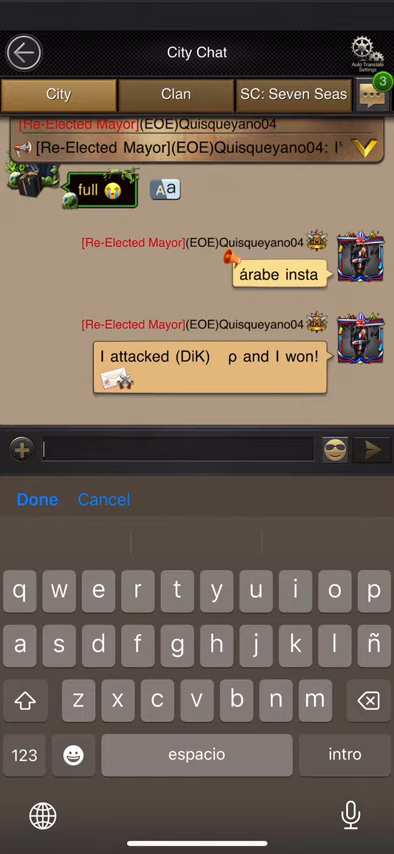 City Chat
Auto Translate
Settings
City
Clan
SC: Seven Seas
3
[Re-Elected Mayor](EOE)Quisqueyano04
[Re-Elected Mayor](EOE)Quisqueyano04: I'
full 😭
Aa
[Re-Elected Mayor](EOE)Quisqueyano04
árabe insta
[Re-Elected Mayor](EOE)Quisqueyano04
I attacked (DiK) ρ and I won!
Done Cancel
q w e r t y u i o p
a s d f g h j k l ñ
z x c v b n m
123 espacio intro